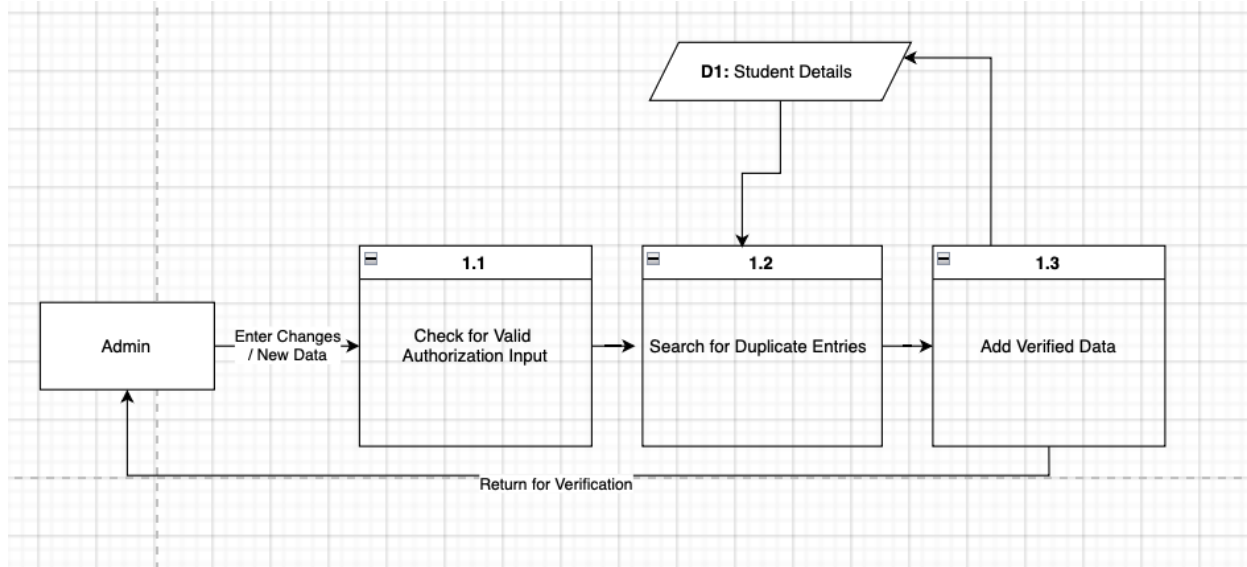 D1: Student Details
1.1
1.2
1.3
Admin
Enter Changes
/ New Data
Check for Valid
Authorization Input
Search for Duplicate Entries
Add Verified Data
Return for Verification